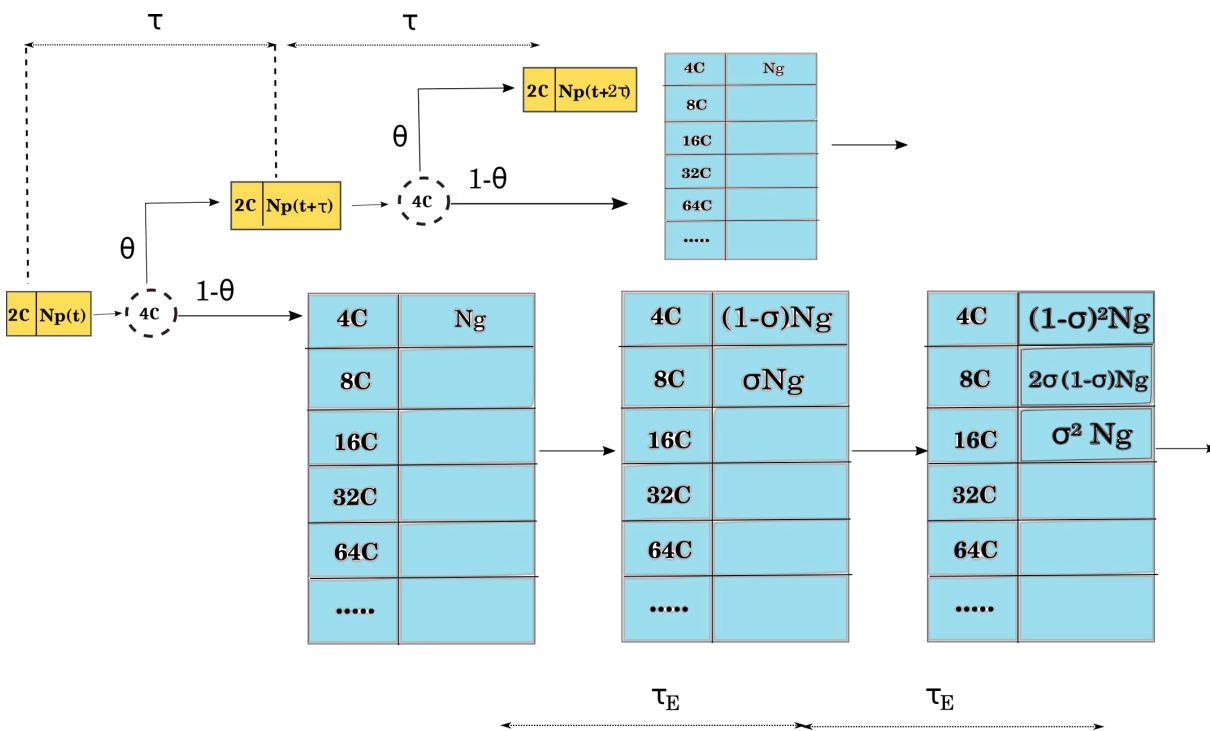 τ τ
2C Np(t+2τ)
4C Ng
8C
16C
32C
64C
.....
θ
1-θ
2C Np(t+τ)
4C
θ
1-θ
2C Np(t)
4C
4C Ng
8C
16C
32C
64C
.....
4C (1-σ)Ng
8C σNg
16C
32C
64C
.....
4C (1-σ)²Ng
8C 2σ(1-σ)Ng
16C σ² Ng
32C
64C
.....
τE τE